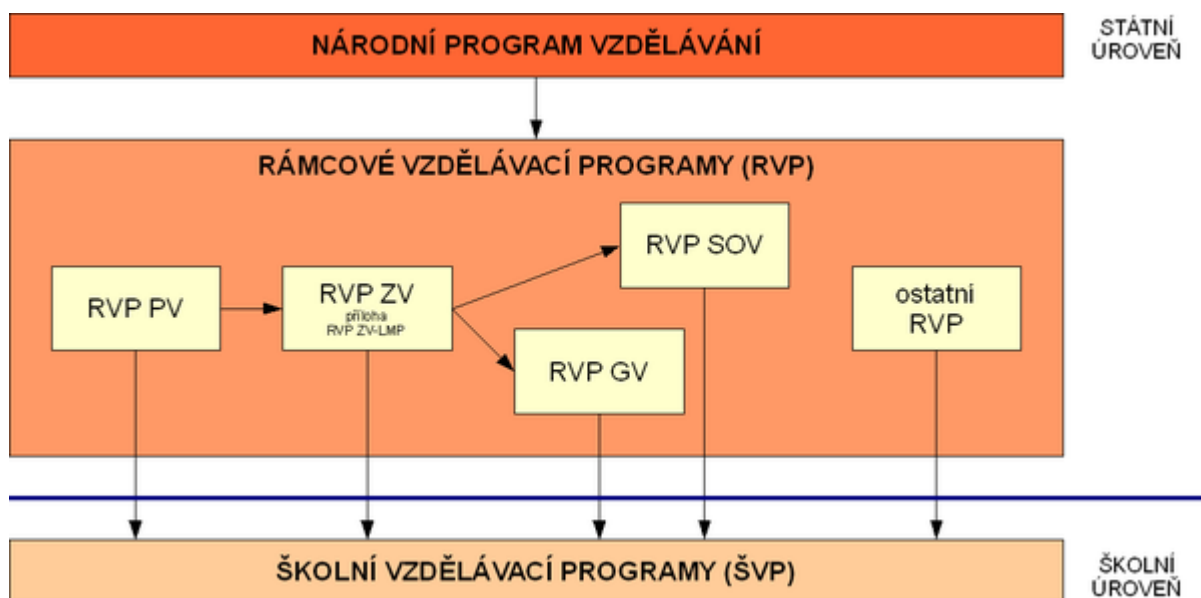 NÁRODNÍ PROGRAM VZDĚLÁVÁNÍ
STÁTNÍ
ÚROVEŇ
RÁMCOVÉ VZDĚLÁVACÍ PROGRAMY (RVP)
RVP PV
RVP ZV
příloha
RVP ZV-LMP
RVP SOV
RVP GV
ostatní
RVP
ŠKOLNÍ VZDĚLÁVACÍ PROGRAMY (ŠVP)
ŠKOLNÍ
ÚROVEŇ